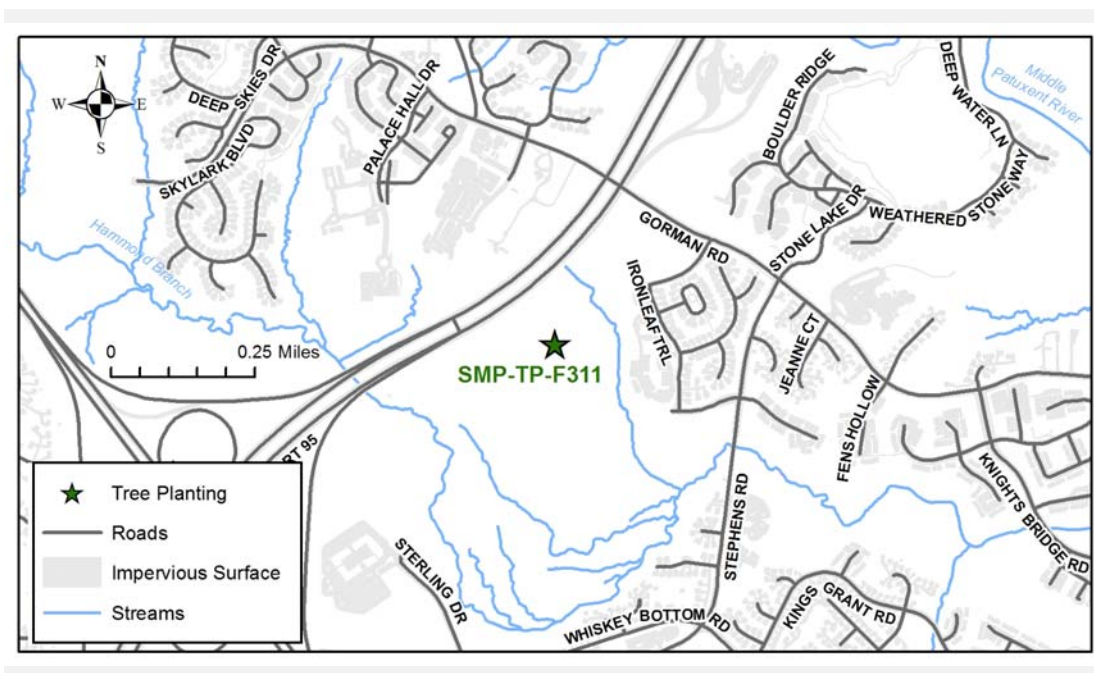 N
W
E
S
DEEP SKIES DR
SKYLARK BLVD
PALACE HALL DR
BOULDER RIDGE
DEEP WATER LN
Middle
Patuxent River
WEATHERED STONE WAY
STONE LAKE DR
GORMAN RD
Hammond
Branch
IRONLEAF TRL
JEANNE CT
0 0.25 Miles
SMP-TP-F311
FENS HOLLOW
KNIGHTS BRIDGE RD
RT 95
STEPHENS RD
STERLING DR
KINGS GRANT RD
WHISKEY BOTTOM RD
Tree Planting
Roads
Impervious Surface
Streams